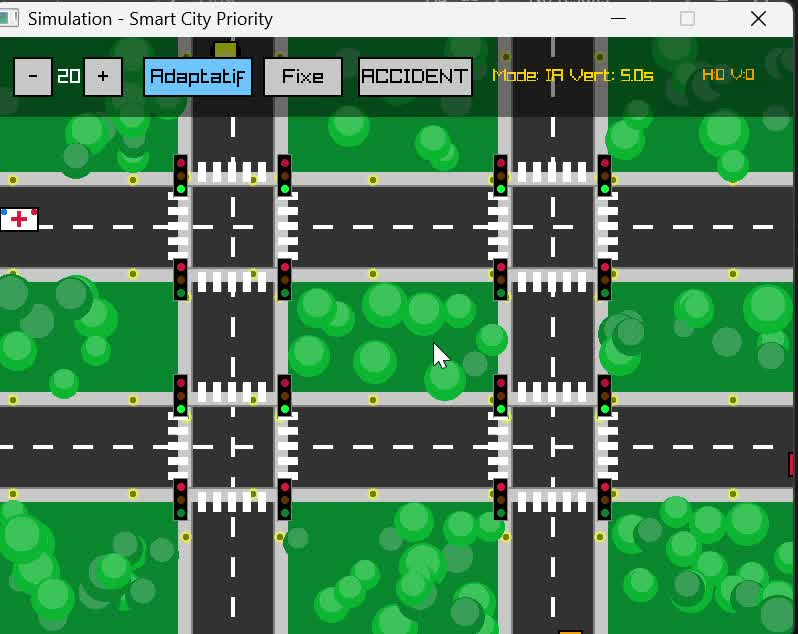 Simulation - Smart City Priority
- 20 + Adaptatif Fixe ACCIDENT Mode: IA Vert: 5.0s H:0 V:0